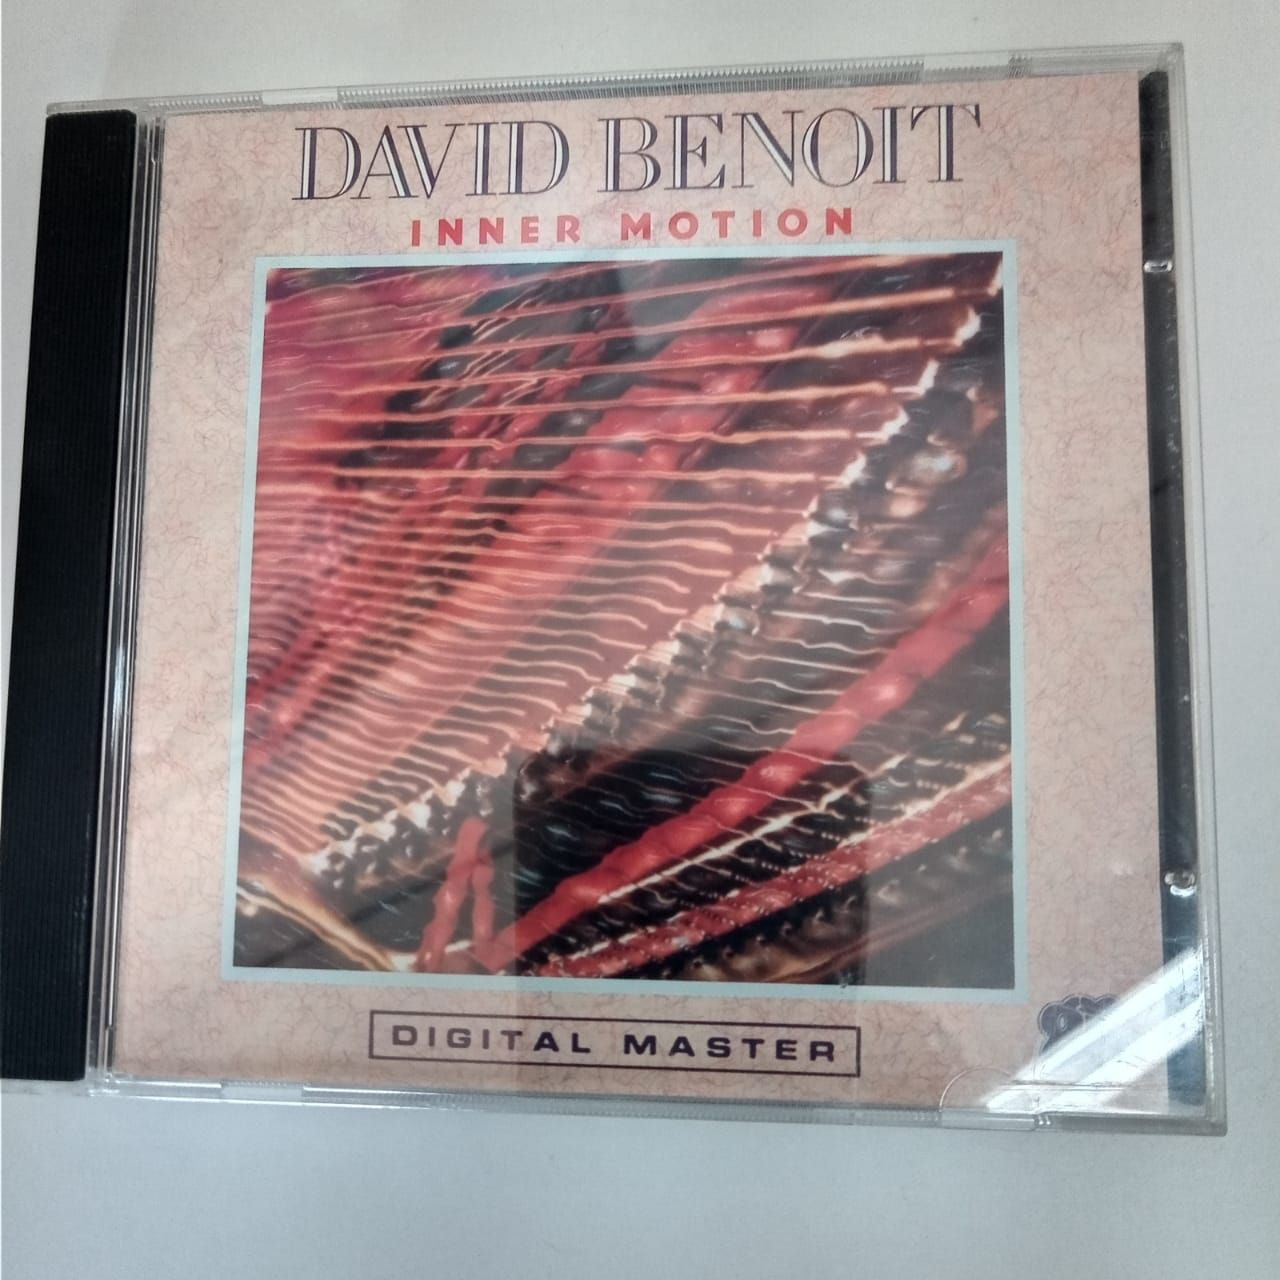 DAVID BENOIT
INNER MOTION
DIGITAL MASTER